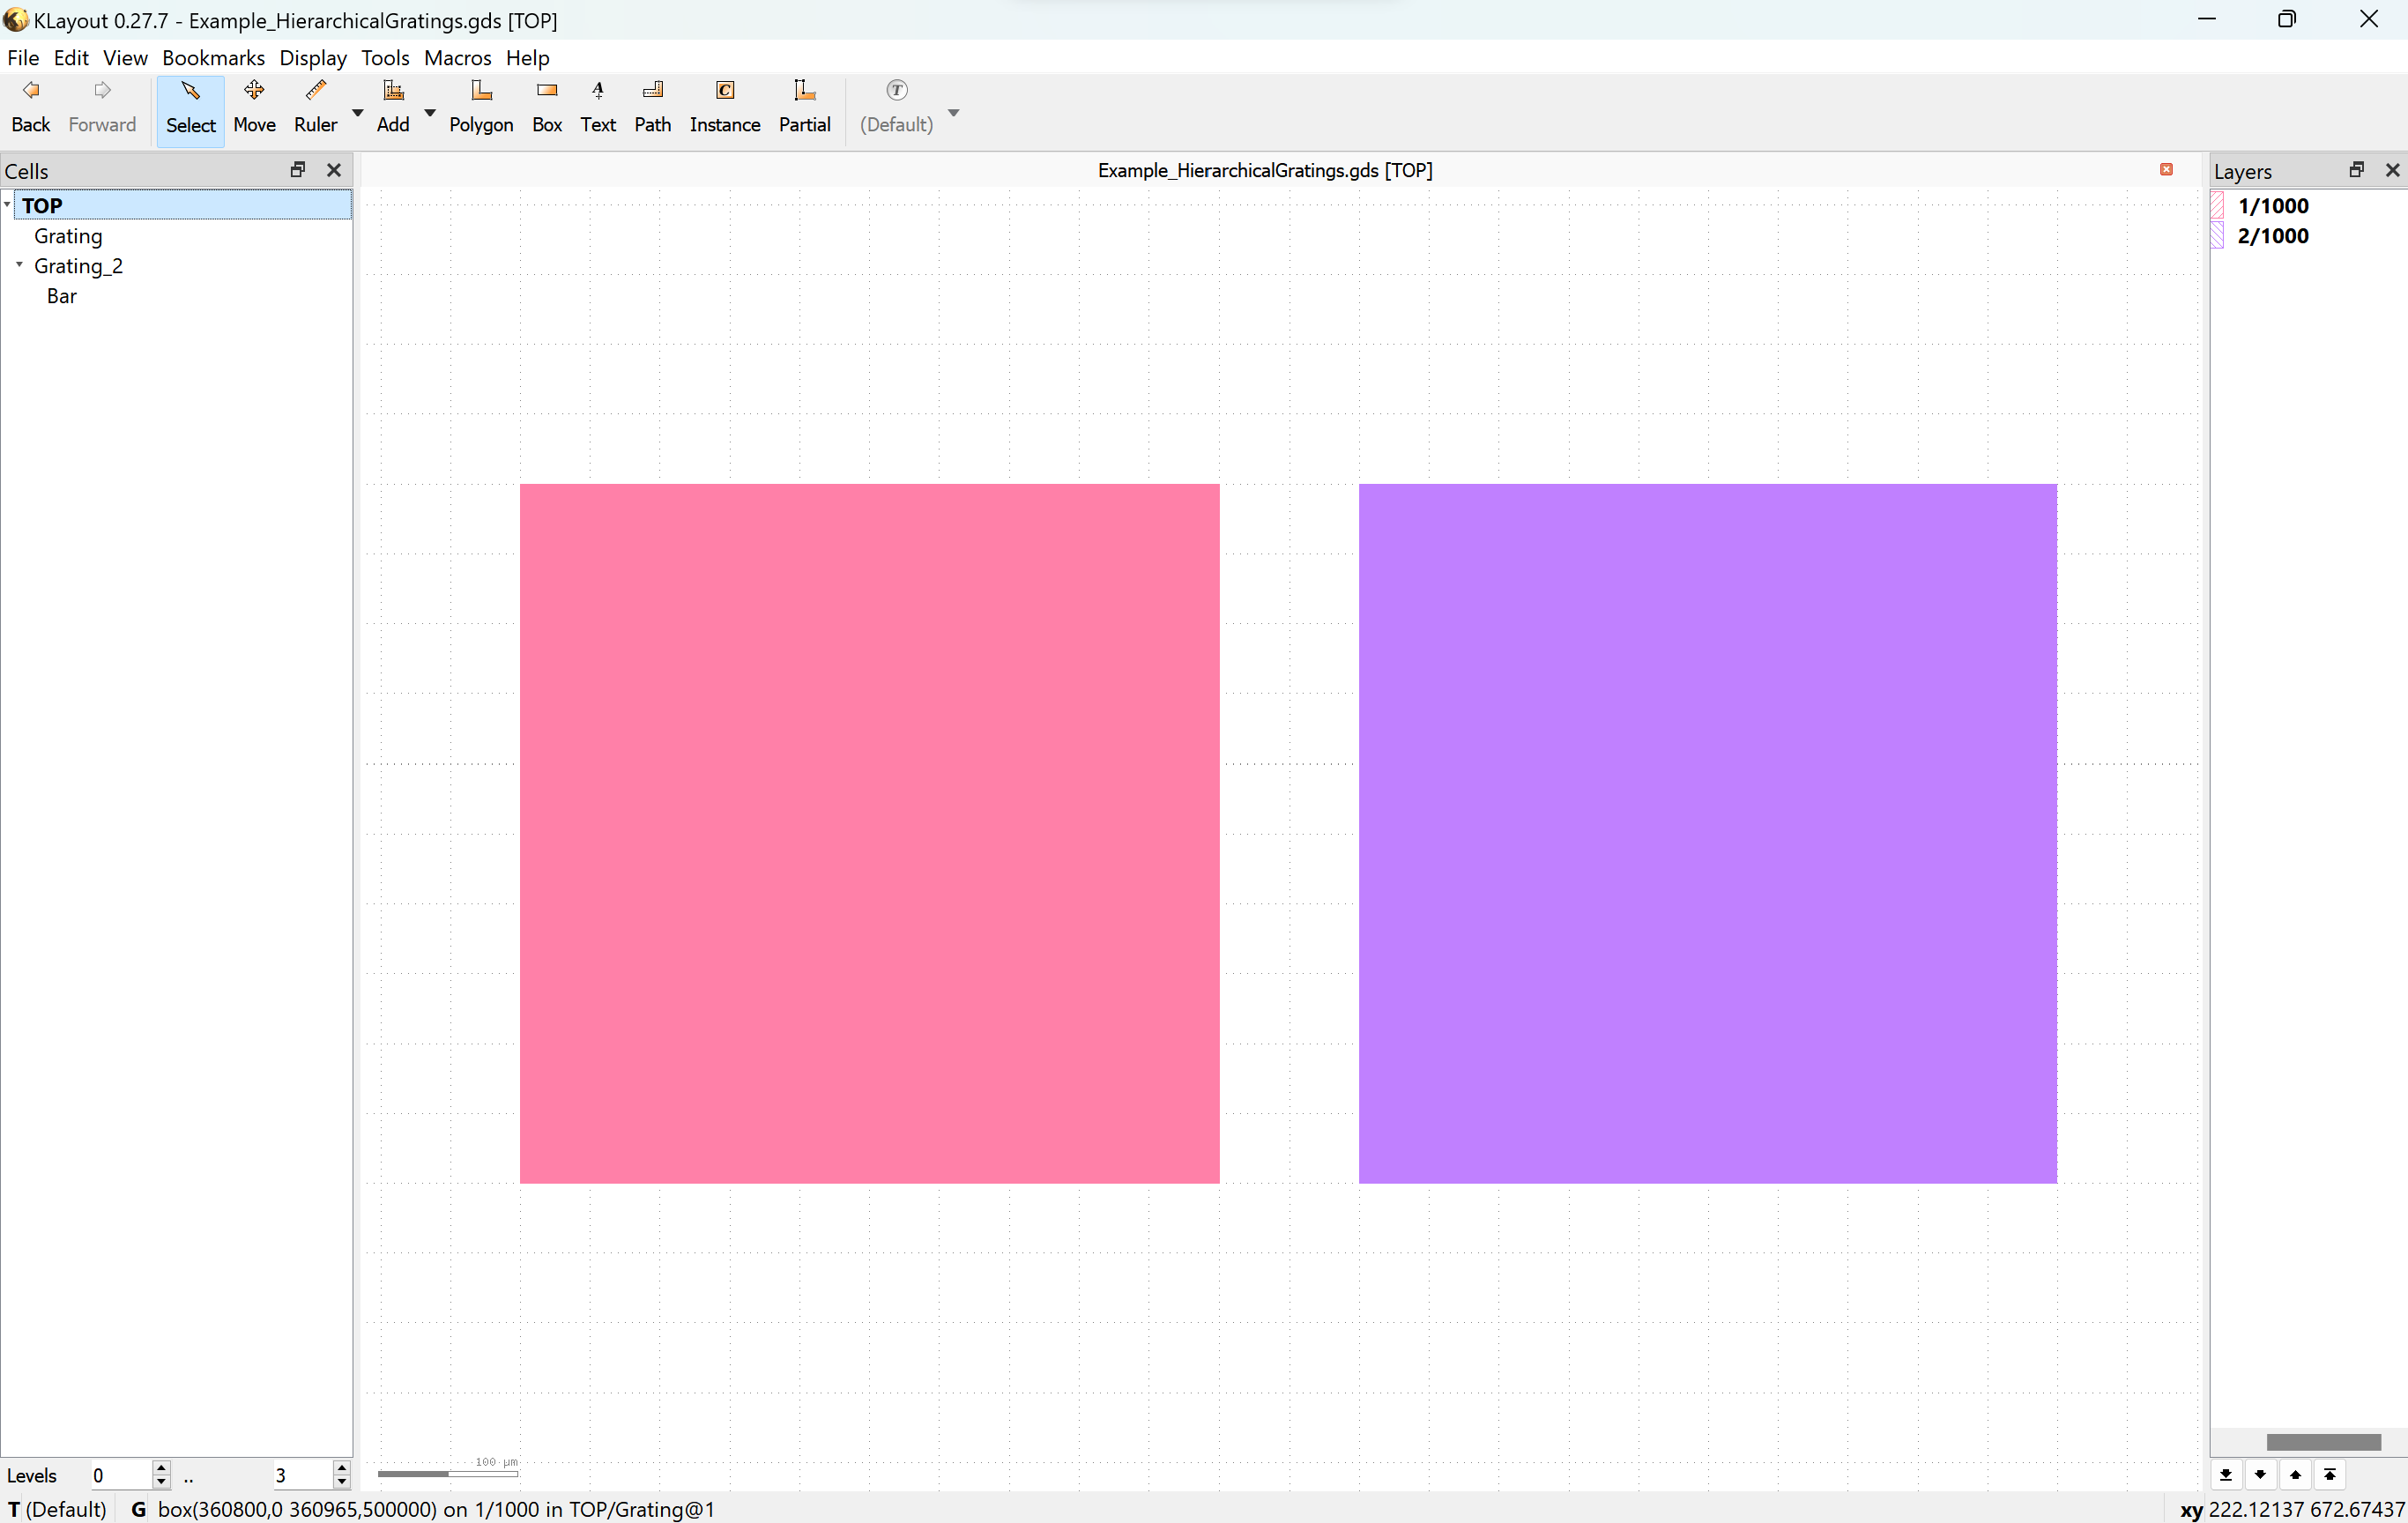 KLayout 0.27.7 - Example_HierarchicalGratings.gds [TOP]
File Edit View Bookmarks Display Tools Macros Help
Back Forward Select Move Ruler Add Polygon Box Text Path Instance Partial (Default)
Cells
Example_HierarchicalGratings.gds [TOP]
Layers
TOP
Grating
Grating_2
Bar
1/1000
2/1000
100 µm
Levels 0 .. 3
T (Default) G box(360800,0 360965,500000) on 1/1000 in TOP/Grating@1
xy 222.12137 672.67437